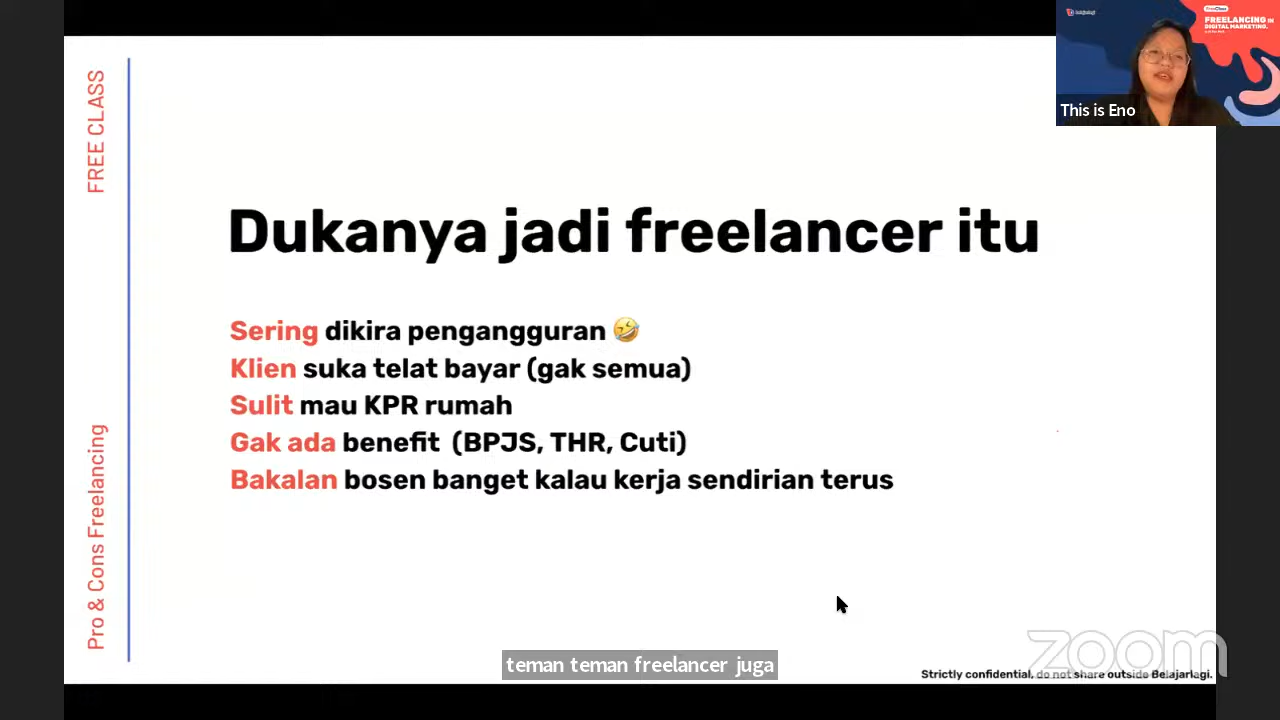 FREE CLASS
Pro & Cons Freelancing
Dukanya jadi freelancer itu
Sering dikira pengangguran 🤣
Klien suka telat bayar (gak semua)
Sulit mau KPR rumah
Gak ada benefit (BPJS, THR, Cuti)
Bakalan bosen banget kalau kerja sendirian terus
FREELANCING IN
DIGITAL MARKETING.
This is Eno
teman teman freelancer juga
zoom
Strictly confidential, do not share outside Belajarlagi.